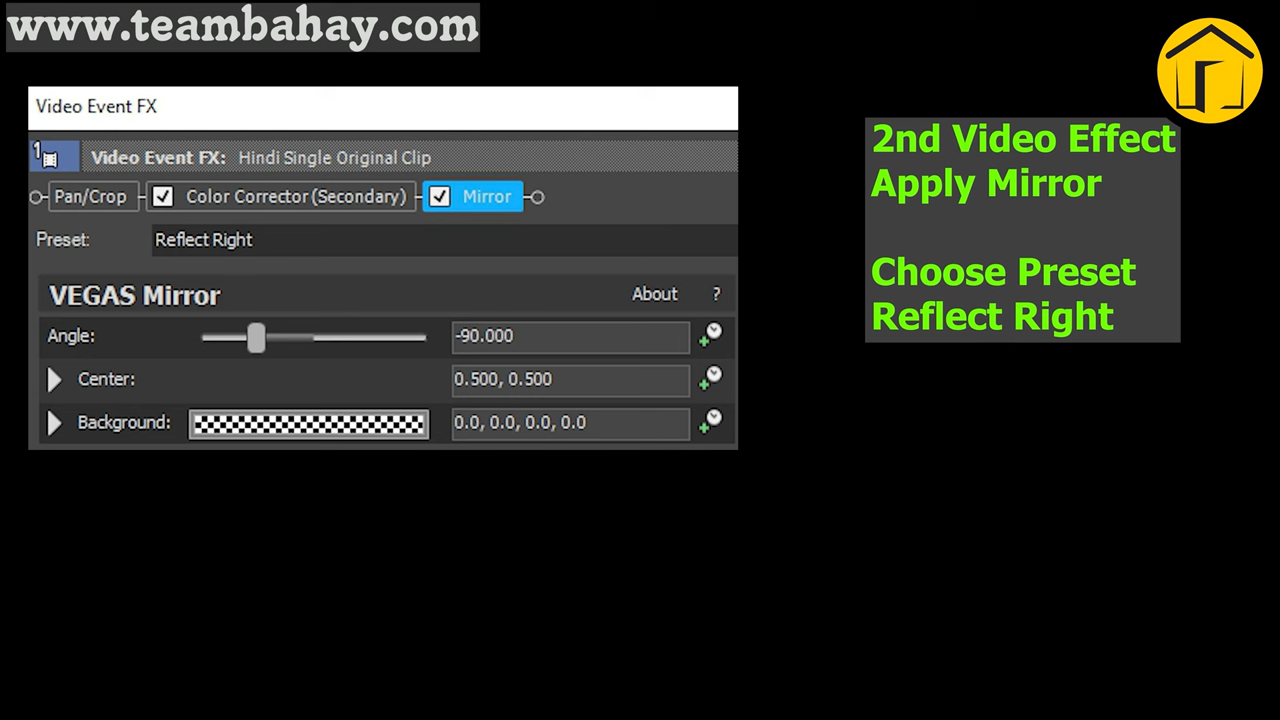 www.teambahay.com
Video Event FX
1
Video Event FX: Hindi Single Original Clip
Pan/Crop Color Corrector (Secondary) Mirror
Preset: Reflect Right
VEGAS Mirror About ?
Angle: -90.000
Center: 0.500, 0.500
Background: 0.0, 0.0, 0.0, 0.0
2nd Video Effect
Apply Mirror
Choose Preset
Reflect Right